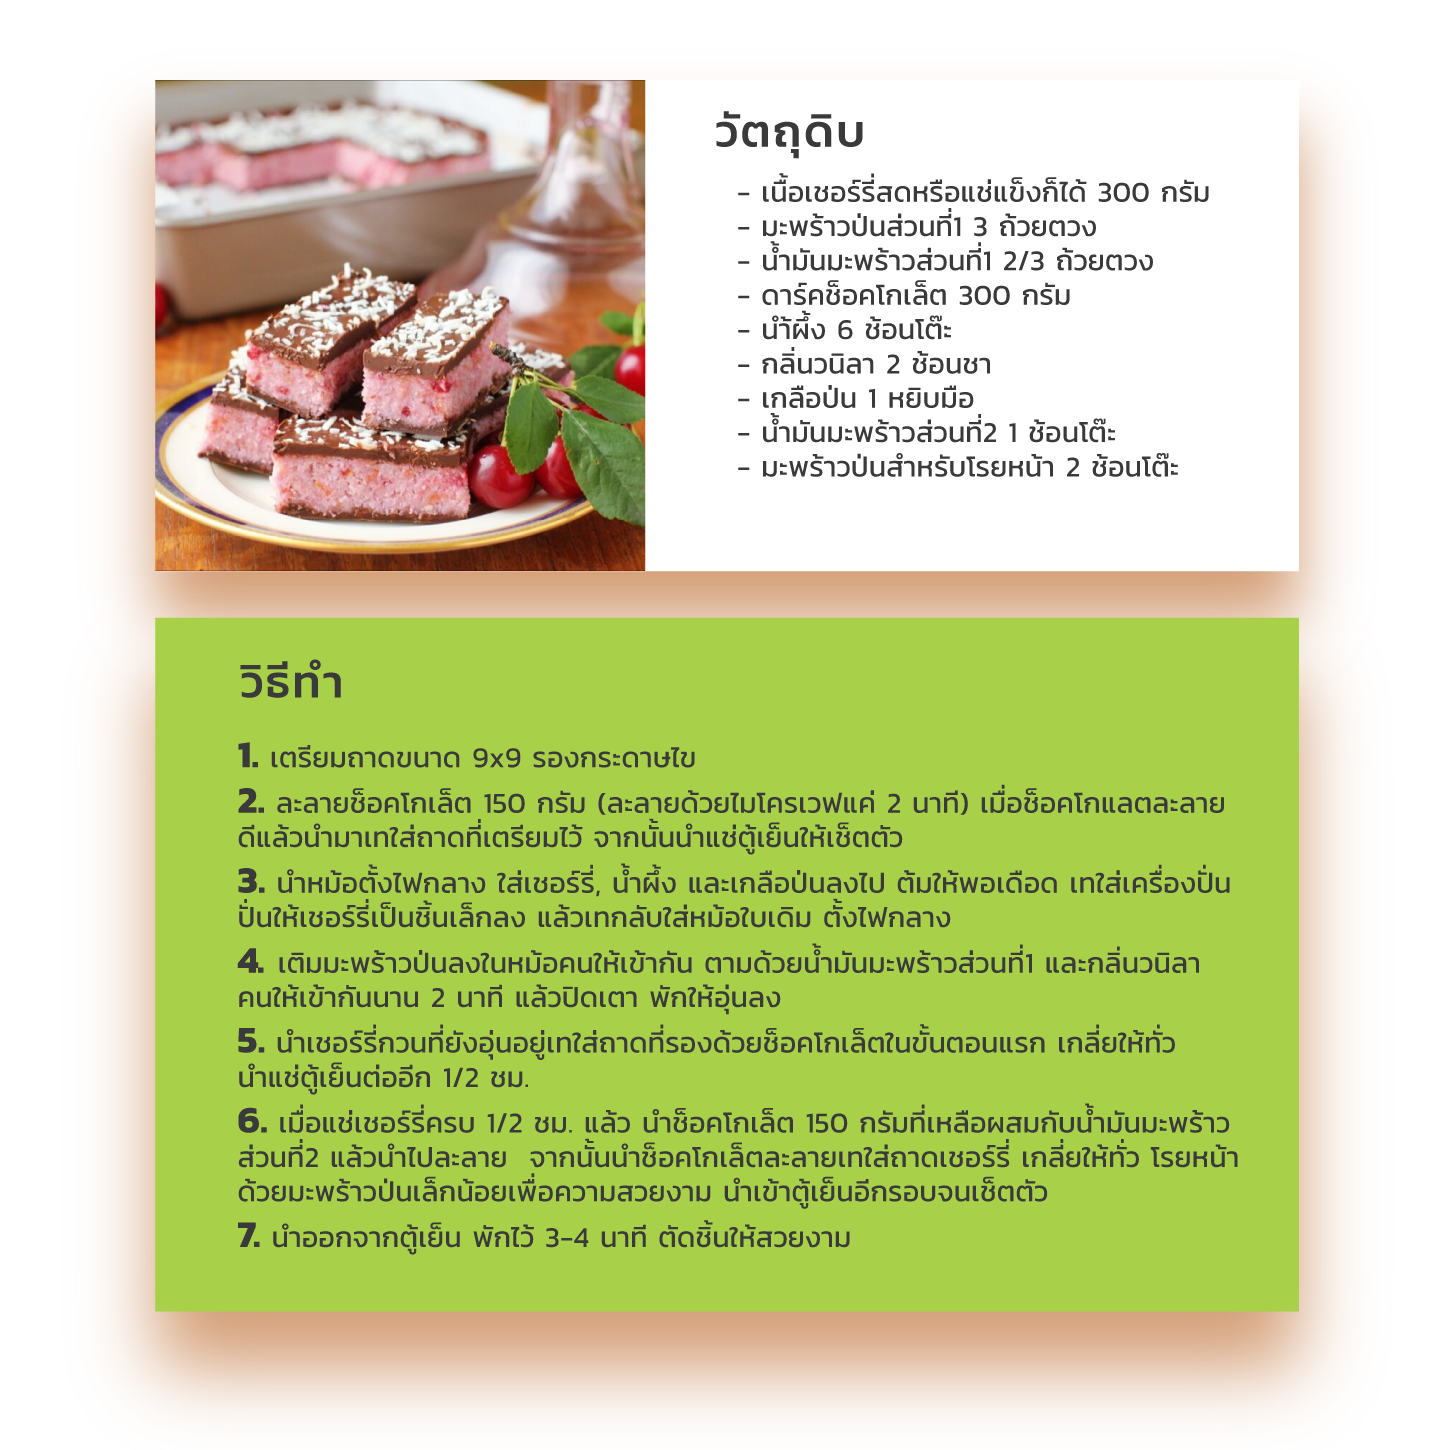 วัตถุดิบ
- เนื้อเชอร์รี่สดหรือแช่แข็งก็ได้ 300 กรัม
- มะพร้าวป่นส่วนที่1 3 ถ้วยตวง
- น้ำมันมะพร้าวส่วนที่1 2/3 ถ้วยตวง
- ดาร์คช็อคโกเล็ต 300 กรัม
- นำ้ผึ้ง 6 ช้อนโต๊ะ
- กลิ่นวนิลา 2 ช้อนชา
- เกลือป่น 1 หยิบมือ
- น้ำมันมะพร้าวส่วนที่2 1 ช้อนโต๊ะ
- มะพร้าวป่นสำหรับโรยหน้า 2 ช้อนโต๊ะ
วิธีทำ
1. เตรียมถาดขนาด 9x9 รองกระดาษไข
2. ละลายช็อคโกเล็ต 150 กรัม (ละลายด้วยไมโครเวฟแค่ 2 นาที) เมื่อช็อคโกแลตละลาย
ดีแล้วนำมาเทใส่ถาดที่เตรียมไว้ จากนั้นนำแช่ตู้เย็นให้เช็ตตัว
3. นำหม้อตั้งไฟกลาง ใส่เชอร์รี่, น้ำผึ้ง และเกลือป่นลงไป ต้มให้พอเดือด เทใส่เครื่องปั่น
ปั่นให้เชอร์รี่เป็นชิ้นเล็กลง แล้วเทกลับใส่หม้อใบเดิม ตั้งไฟกลาง
4. เติมมะพร้าวป่นลงในหม้อคนให้เข้ากัน ตามด้วยน้ำมันมะพร้าวส่วนที่1 และกลิ่นวนิลา
คนให้เข้ากันนาน 2 นาที แล้วปิดเตา พักให้อุ่นลง
5. นำเชอร์รี่กวนที่ยังอุ่นอยู่เทใส่ถาดที่รองด้วยช็อคโกเล็ตในขั้นตอนแรก เกลี่ยให้ทั่ว
นำแช่ตู้เย็นต่ออีก 1/2 ชม.
6. เมื่อแช่เชอร์รี่ครบ 1/2 ชม. แล้ว นำช็อคโกเล็ต 150 กรัมที่เหลือผสมกับน้ำมันมะพร้าว
ส่วนที่2 แล้วนำไปละลาย จากนั้นนำช็อคโกเล็ตละลายเทใส่ถาดเชอร์รี่ เกลี่ยให้ทั่ว โรยหน้า
ด้วยมะพร้าวป่นเล็กน้อยเพื่อความสวยงาม นำเข้าตู้เย็นอีกรอบจนเช็ตตัว
7. นำออกจากตู้เย็น พักไว้ 3-4 นาที ตัดชิ้นให้สวยงาม